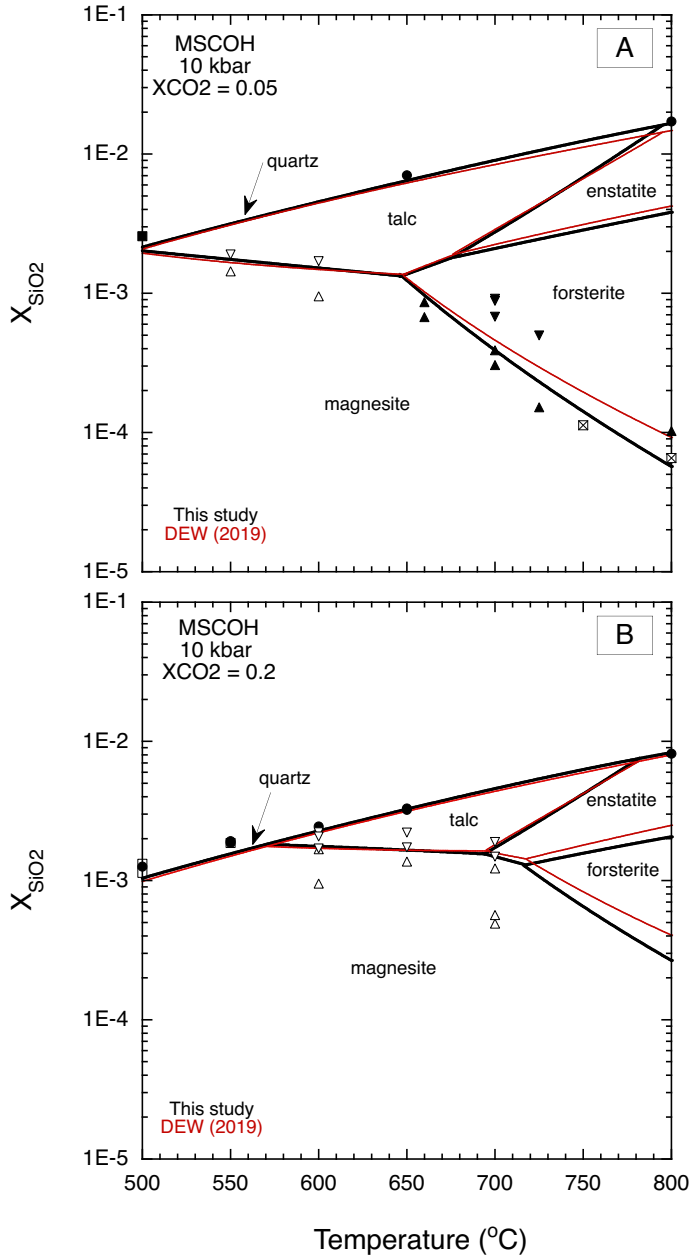 1E-1
MSCOH
10 kbar
XCO2 = 0.05
A
1E-2
quartz
talc
enstatite
XSiO2
1E-3
forsterite
magnesite
1E-4
This study
DEW (2019)
1E-5
1E-1
MSCOH
10 kbar
XCO2 = 0.2
B
1E-2
quartz
talc
enstatite
XSiO2
1E-3
forsterite
magnesite
1E-4
This study
DEW (2019)
1E-5
500 550 600 650 700 750 800
Temperature (oC)